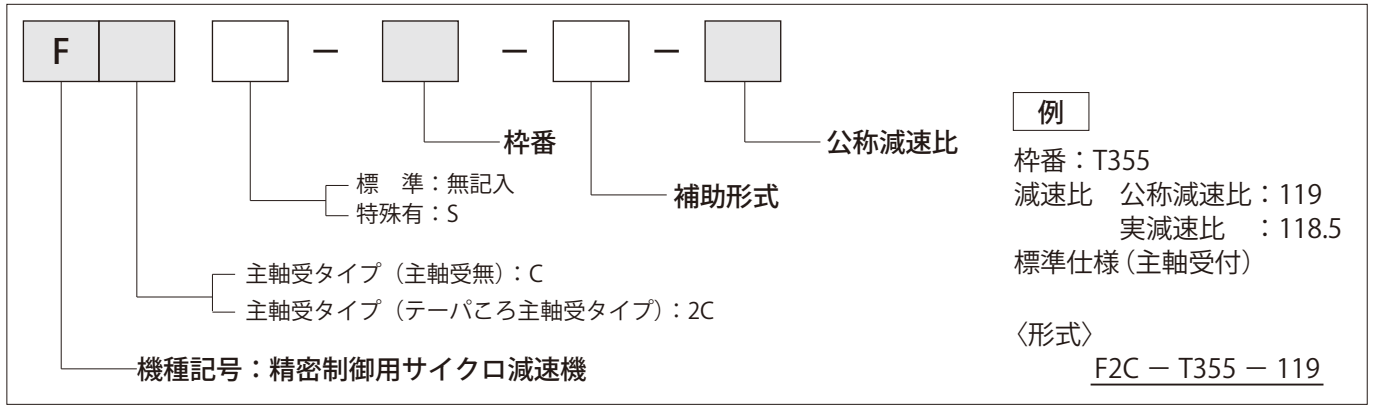 F － － －
枠番
公称減速比
標　準：無記入
特殊有：S
補助形式
主軸受タイプ（主軸受無）：C
主軸受タイプ（テーパころ主軸受タイプ）：2C
機種記号：精密制御用サイクロ減速機
例
枠番：T355
減速比　公称減速比：119
実減速比　：118.5
標準仕様（主軸受付）
〈形式〉
F2C － T355 － 119